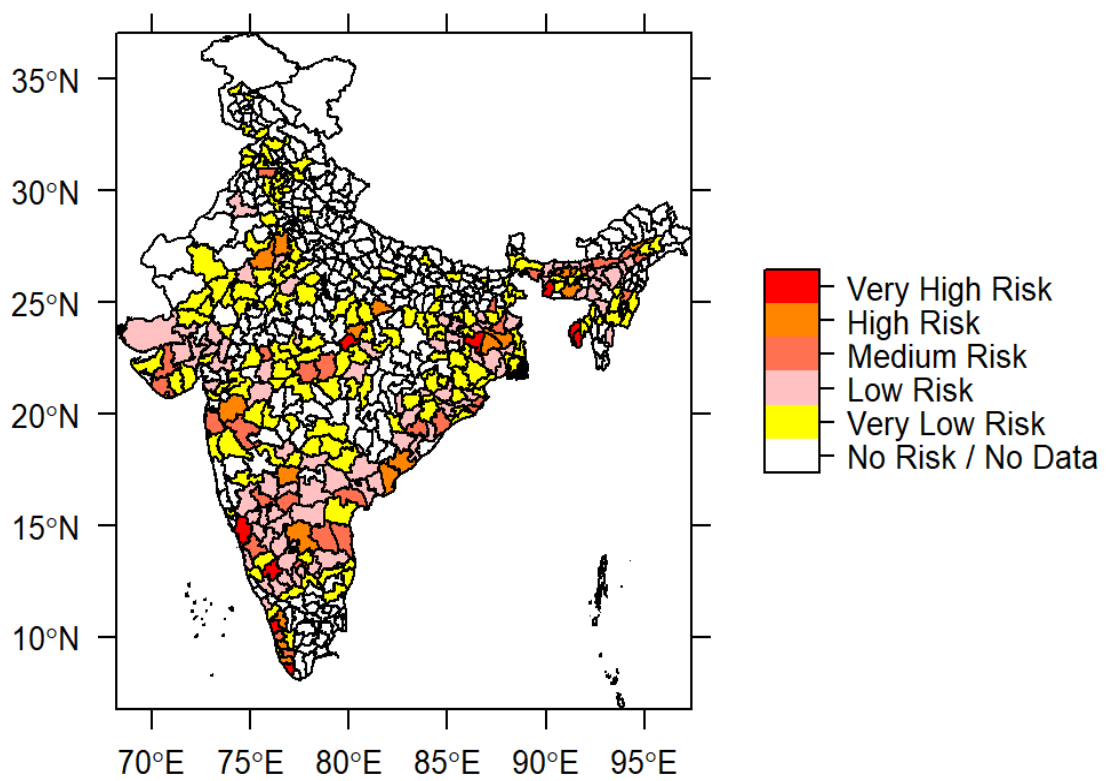 35°N
30°N
25°N
20°N
15°N
10°N
70°E 75°E 80°E 85°E 90°E 95°E
Very High Risk
High Risk
Medium Risk
Low Risk
Very Low Risk
No Risk / No Data